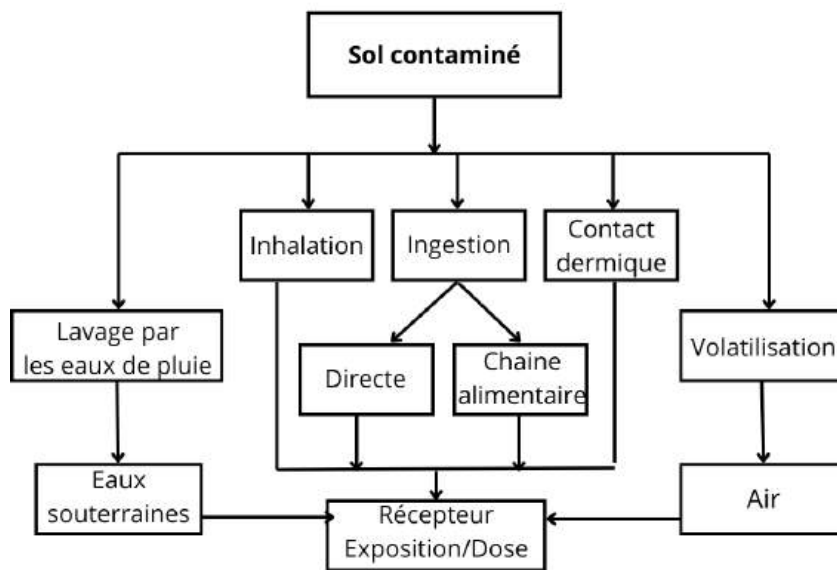 Sol contaminé
Inhalation
Ingestion
Contact
dermique
Lavage par
les eaux de pluie
Directe
Chaine
alimentaire
Volatilisation
Eaux
souterraines
Récepteur
Exposition/Dose
Air